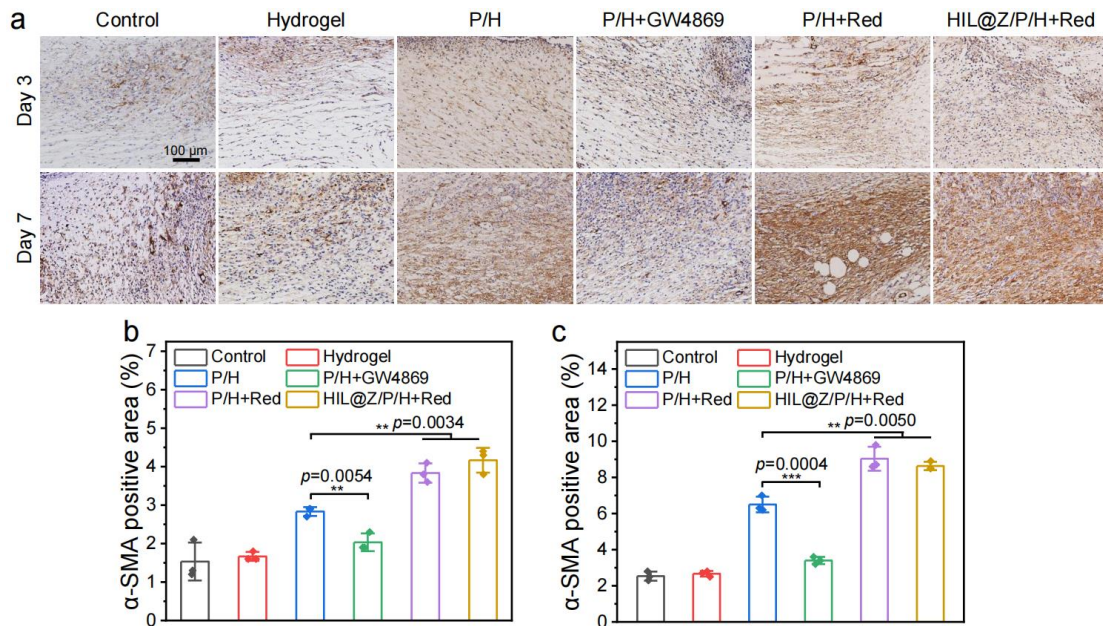 a
Control Hydrogel P/H P/H+GW4869 P/H+Red HIL@Z/P/H+Red
Day 3
100 μm
Day 7
b
α-SMA positive area (%)
7
6
5
4
3
2
1
0
Control Hydrogel
P/H P/H+GW4869
P/H+Red HIL@Z/P/H+Red
** p=0.0034
p=0.0054
**
c
α-SMA positive area (%)
14
12
10
8
6
4
2
0
Control Hydrogel
P/H P/H+GW4869
P/H+Red HIL@Z/P/H+Red
** p=0.0050
p=0.0004
***